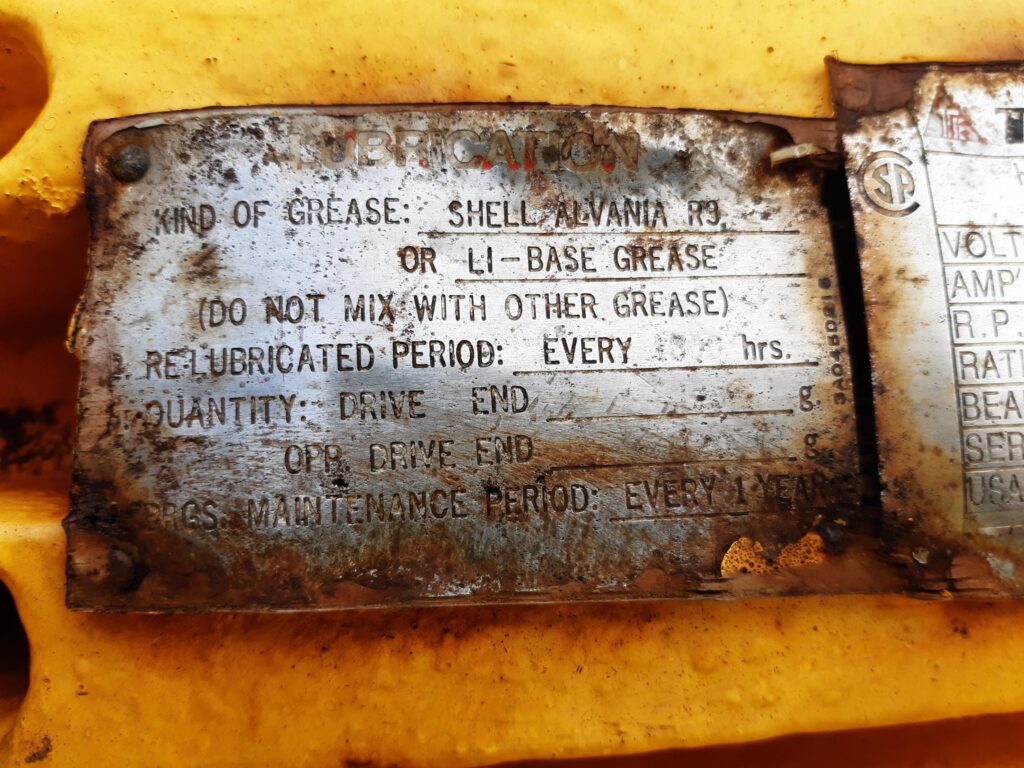 LUBRICATION
KIND OF GREASE: SHELL ALVANIA R3,
OR LI-BASE GREASE
(DO NOT MIX WITH OTHER GREASE)
RE-LUBRICATED PERIOD: EVERY hrs.
QUANTITY: DRIVE END g.
OPP. DRIVE END g.
BRGS. MAINTENANCE PERIOD: EVERY 1 YEAR
VOLT
AMP'
R.P.
RATI
BEA
SER
USA